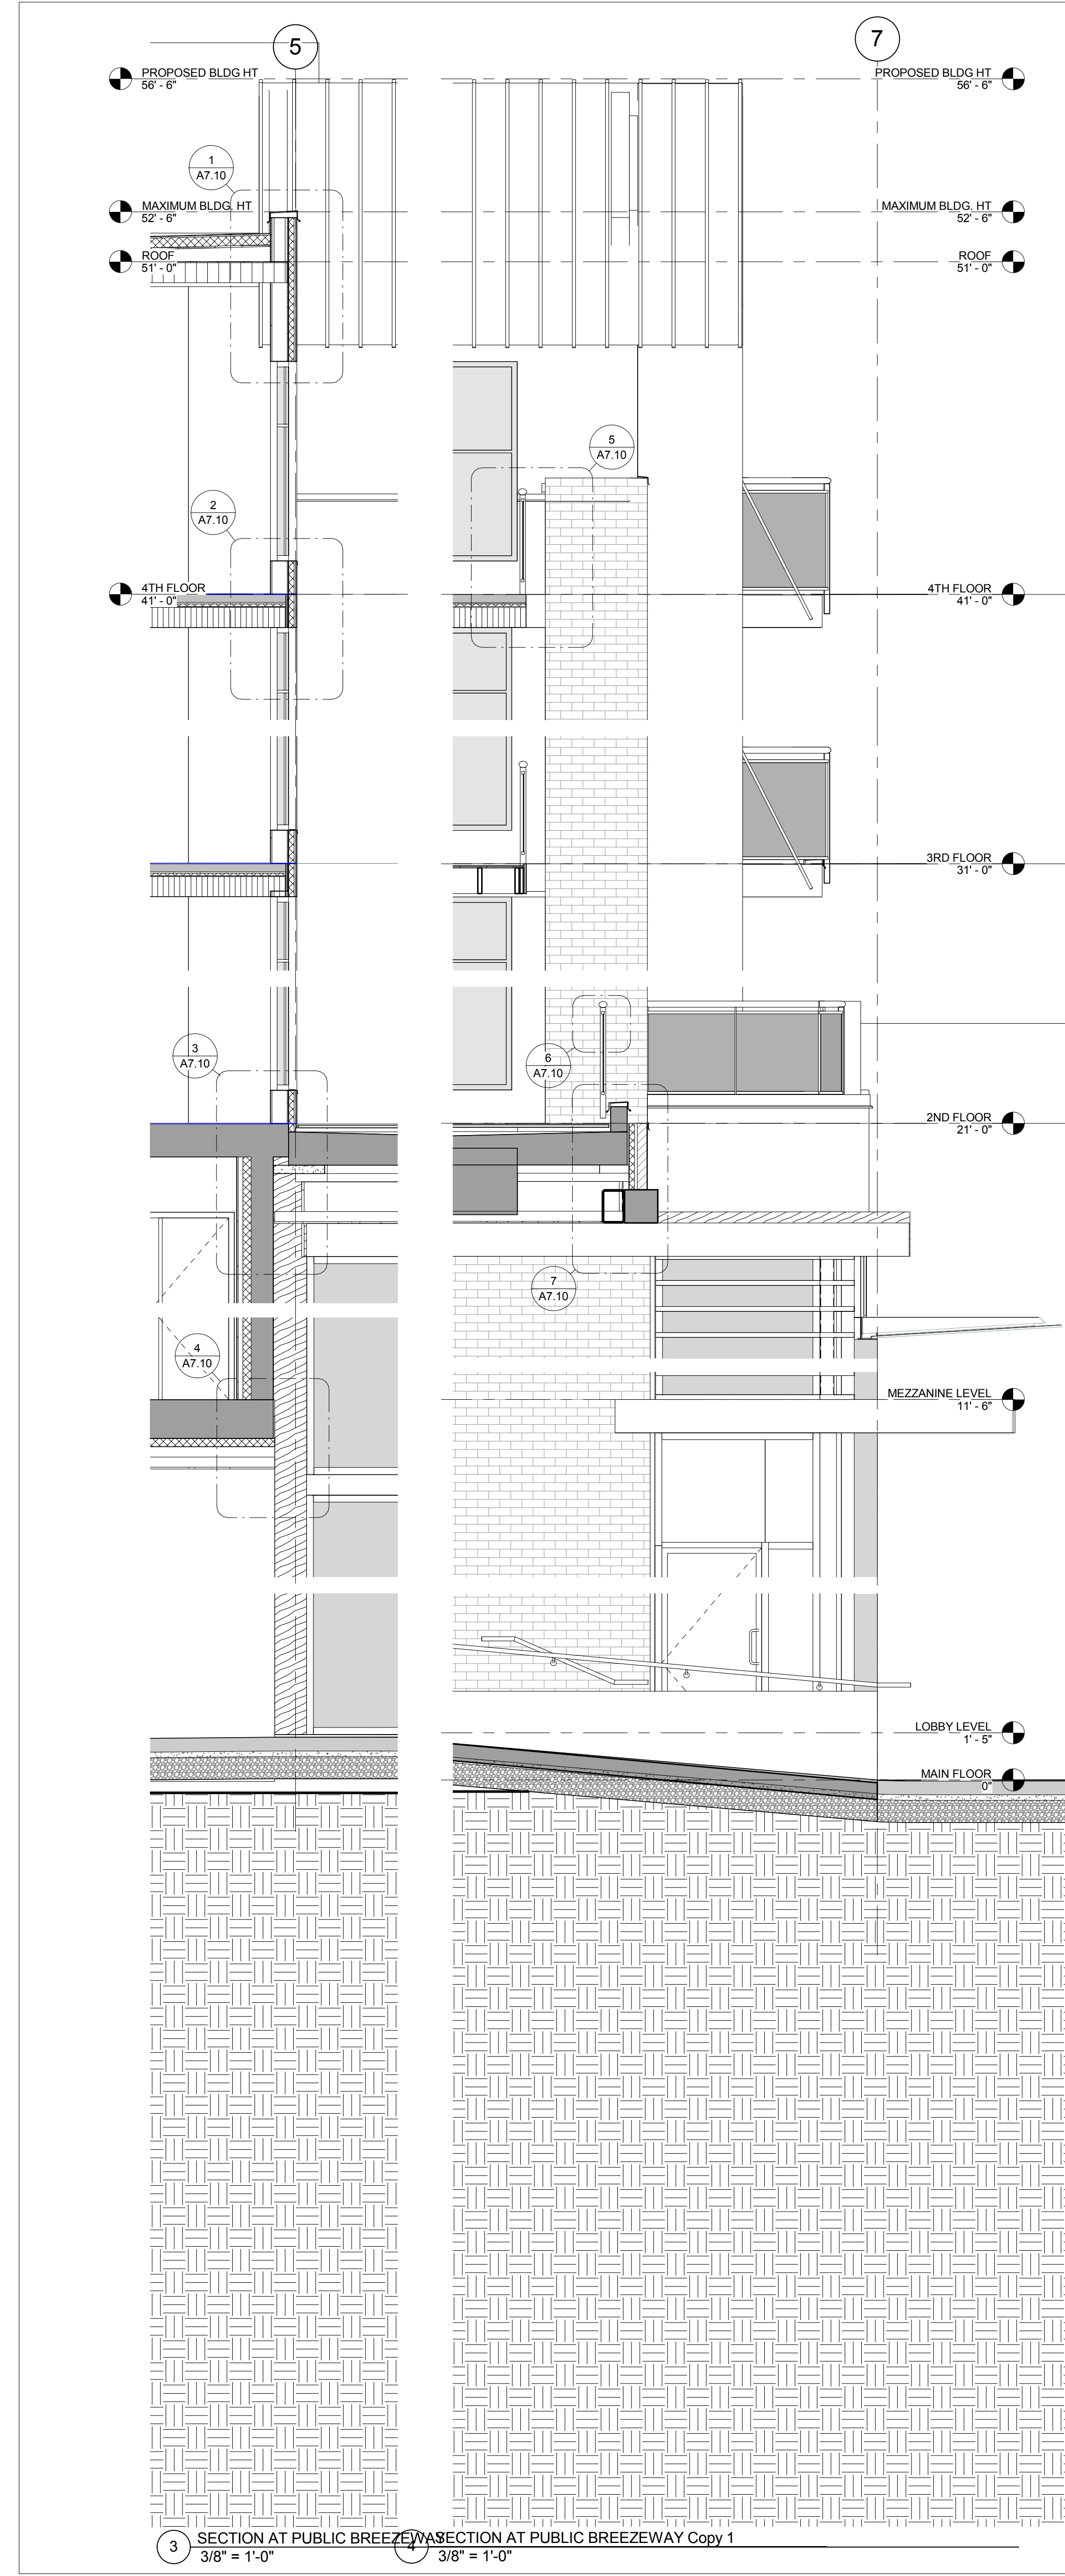 5
7
PROPOSED BLDG HT
56' - 6"
PROPOSED BLDG HT
56' - 6"
1
A7.10
MAXIMUM BLDG. HT
52' - 6"
MAXIMUM BLDG. HT
52' - 6"
ROOF
51' - 0"
ROOF
51' - 0"
5
A7.10
2
A7.10
4TH FLOOR
41' - 0"
4TH FLOOR
41' - 0"
3RD FLOOR
31' - 0"
3
A7.10
6
A7.10
2ND FLOOR
21' - 0"
7
A7.10
4
A7.10
MEZZANINE LEVEL
11' - 6"
LOBBY LEVEL
1' - 5"
MAIN FLOOR
0"
3
SECTION AT PUBLIC BREEZEWAY
3/8" = 1'-0"
4
SECTION AT PUBLIC BREEZEWAY Copy 1
3/8" = 1'-0"